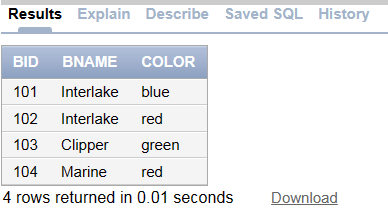 Results Explain Describe Saved SQL History
BID BNAME COLOR
101 Interlake blue
102 Interlake red
103 Clipper green
104 Marine red
4 rows returned in 0.01 seconds Download